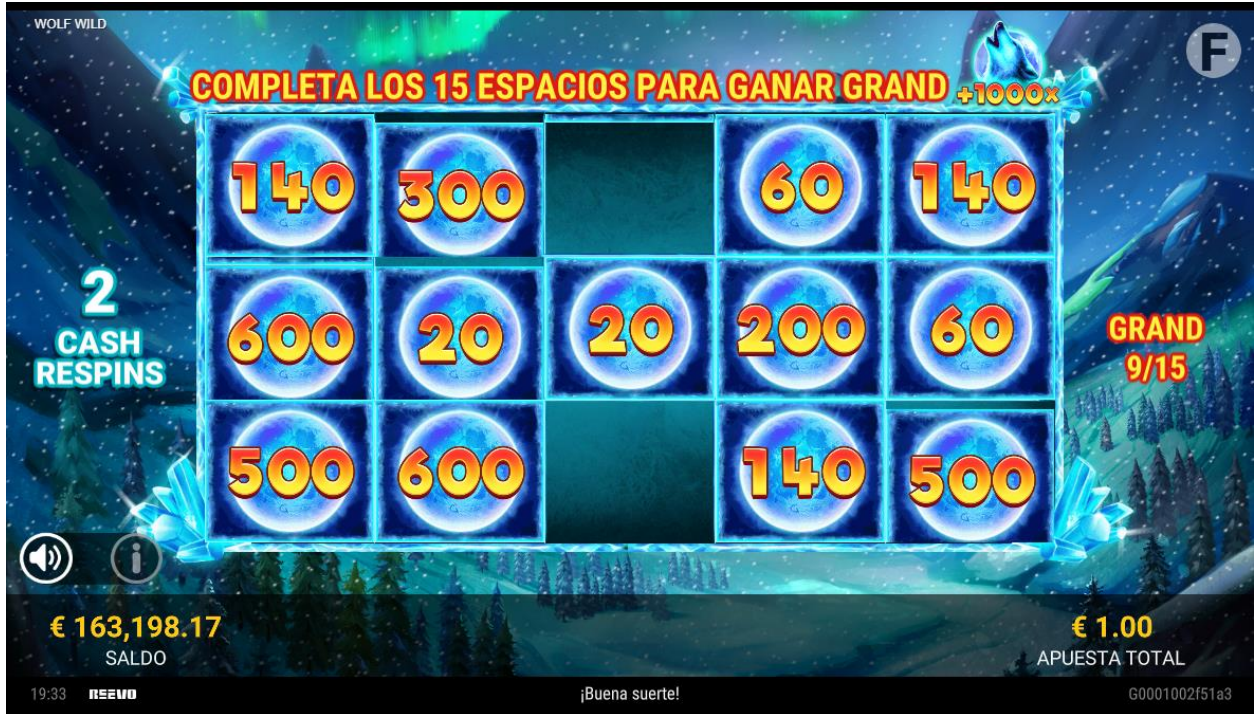 WOLF WILD
F
COMPLETA LOS 15 ESPACIOS PARA GANAR GRAND +1000x
140 300 60 140
600 20 20 200 60
500 600 140 500
2
CASH
RESPINS
GRAND
9/15
i
€ 163,198.17
SALDO
€ 1.00
APUESTA TOTAL
19:33 REEVO ¡Buena suerte! G0001002f51a3